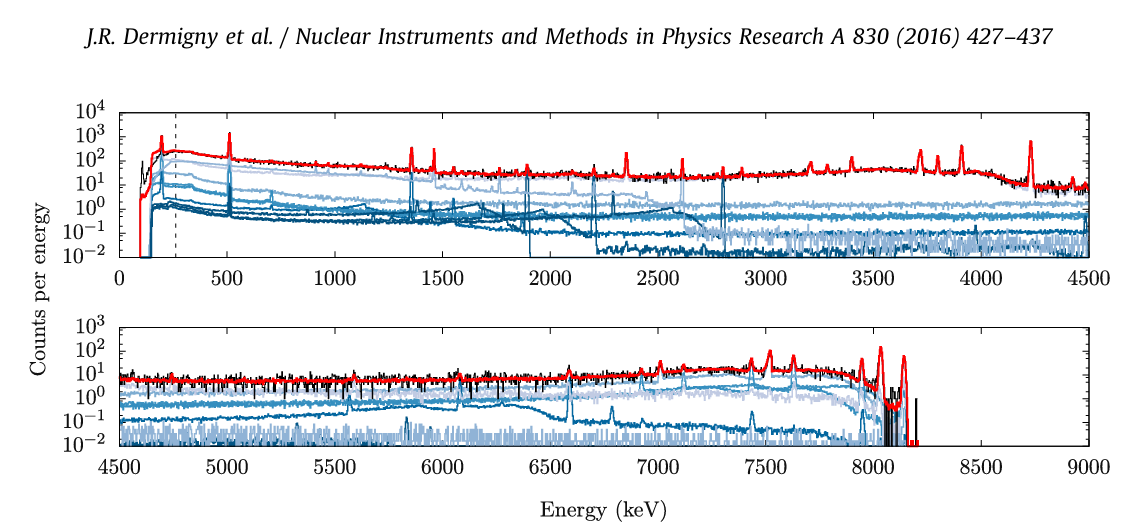 J.R. Dermigny et al. / Nuclear Instruments and Methods in Physics Research A 830 (2016) 427–437
10^4
10^3
10^2
10^1
10^0
10^−1
10^−2
0 500 1000 1500 2000 2500 3000 3500 4000 4500
Counts per energy
10^3
10^2
10^1
10^0
10^−1
10^−2
4500 5000 5500 6000 6500 7000 7500 8000 8500 9000
Energy (keV)